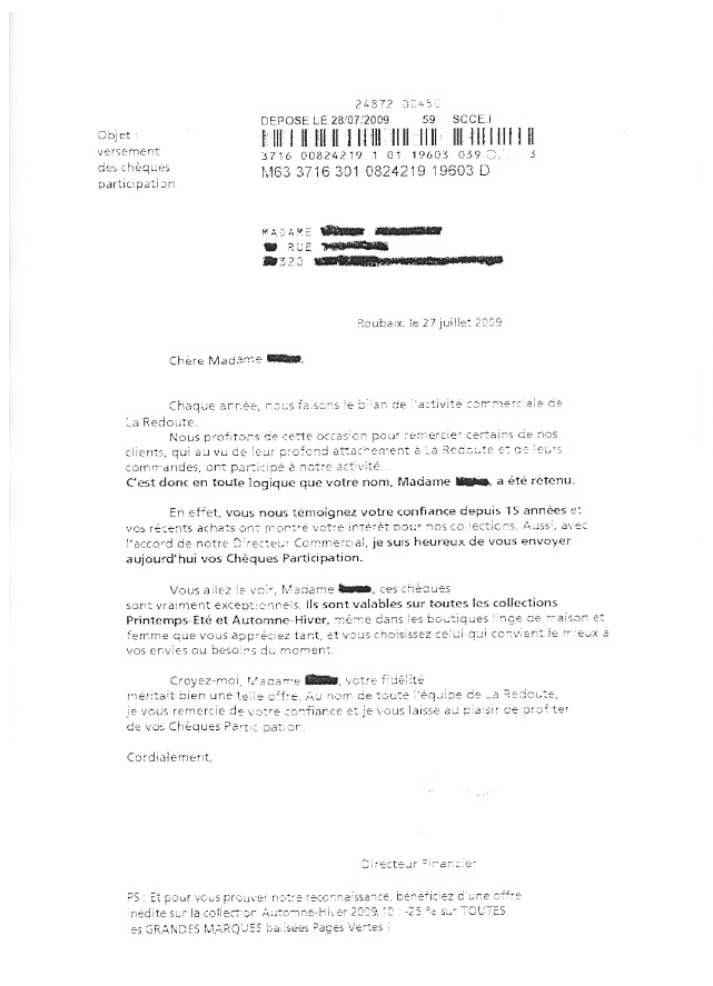 24872 00450
DEPOSE LE 28/07/2009 59 SCCE.I
Objet :
versement
des chèques
participation
3716 00824219 1 01 19603 039 3
M63 3716 301 0824219 19603 D
MADAME
RUE
320
Roubaix, le 27 juillet 2009
Chère Madame ,
Chaque année, nous faisons le bilan de l'activité commerciale de
La Redoute.
Nous profitons de cette occasion pour remercier certains de nos
clients, qui au vu de leur profond attachement à La Redoute et de leurs
commandes, ont participé à notre activité...
C'est donc en toute logique que votre nom, Madame , a été retenu.
En effet, vous nous témoignez votre confiance depuis 15 années et
vos récents achats ont montré votre intérêt pour nos collections. Aussi, avec
l'accord de notre Directeur Commercial, je suis heureux de vous envoyer
aujourd'hui vos Chèques Participation.
Vous allez le voir, Madame , ces chèques
sont vraiment exceptionnels. Ils sont valables sur toutes les collections
Printemps-Eté et Automne-Hiver, même dans les boutiques linge de maison et
femme que vous appréciez tant, et vous choisissez celui qui convient le mieux à
vos envies ou besoins du moment.
Croyez-moi, Madame , votre fidélité
méritait bien une telle offre. Au nom de toute l'équipe de La Redoute,
je vous remercie de votre confiance et je vous laisse au plaisir de profiter
de vos Chèques Participation.
Cordialement,
Directeur Financier
PS : Et pour vous prouver notre reconnaissance, bénéficiez d'une offre
inédite sur la collection Automne-Hiver 2009.10 : -25 % sur TOUTES
les GRANDES MARQUES balisées Pages Vertes !